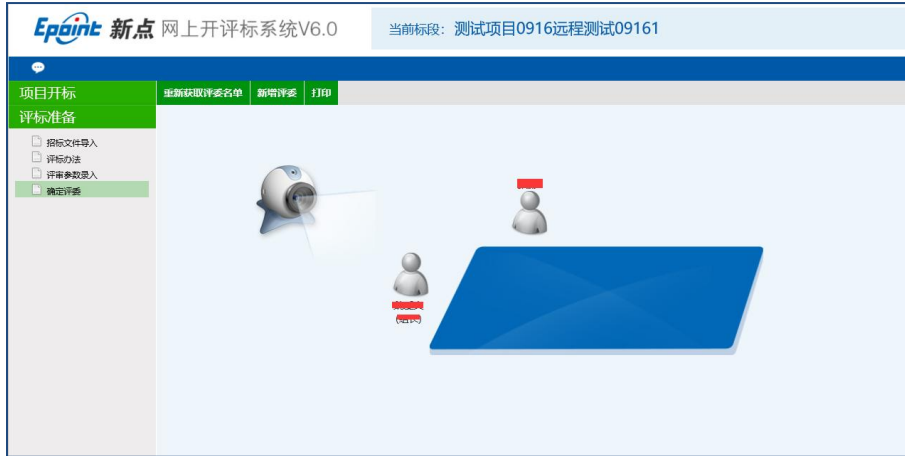 Epoint 新点 网上开评标系统V6.0
当前标段: 测试项目0916远程测试09161
项目开标
重新获取评委名单 新增评委 打印
评标准备
招标文件导入
评标办法
评审参数录入
确定评委